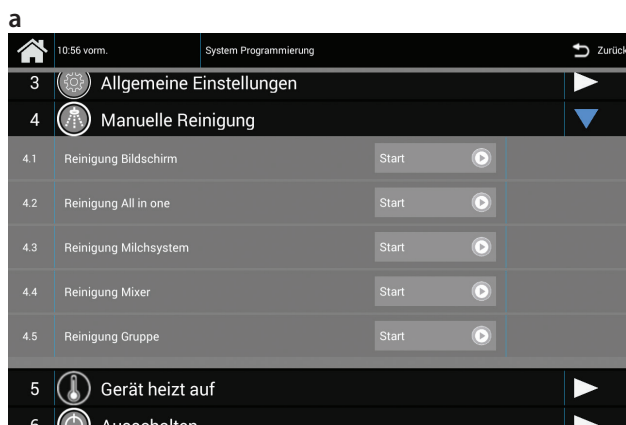 a
10:56 vorm. System Programmierung Zurück
3 Allgemeine Einstellungen
4 Manuelle Reinigung
4.1 Reinigung Bildschirm Start
4.2 Reinigung All in one Start
4.3 Reinigung Milchsystem Start
4.4 Reinigung Mixer Start
4.5 Reinigung Gruppe Start
5 Gerät heizt auf
6 Ausschalten